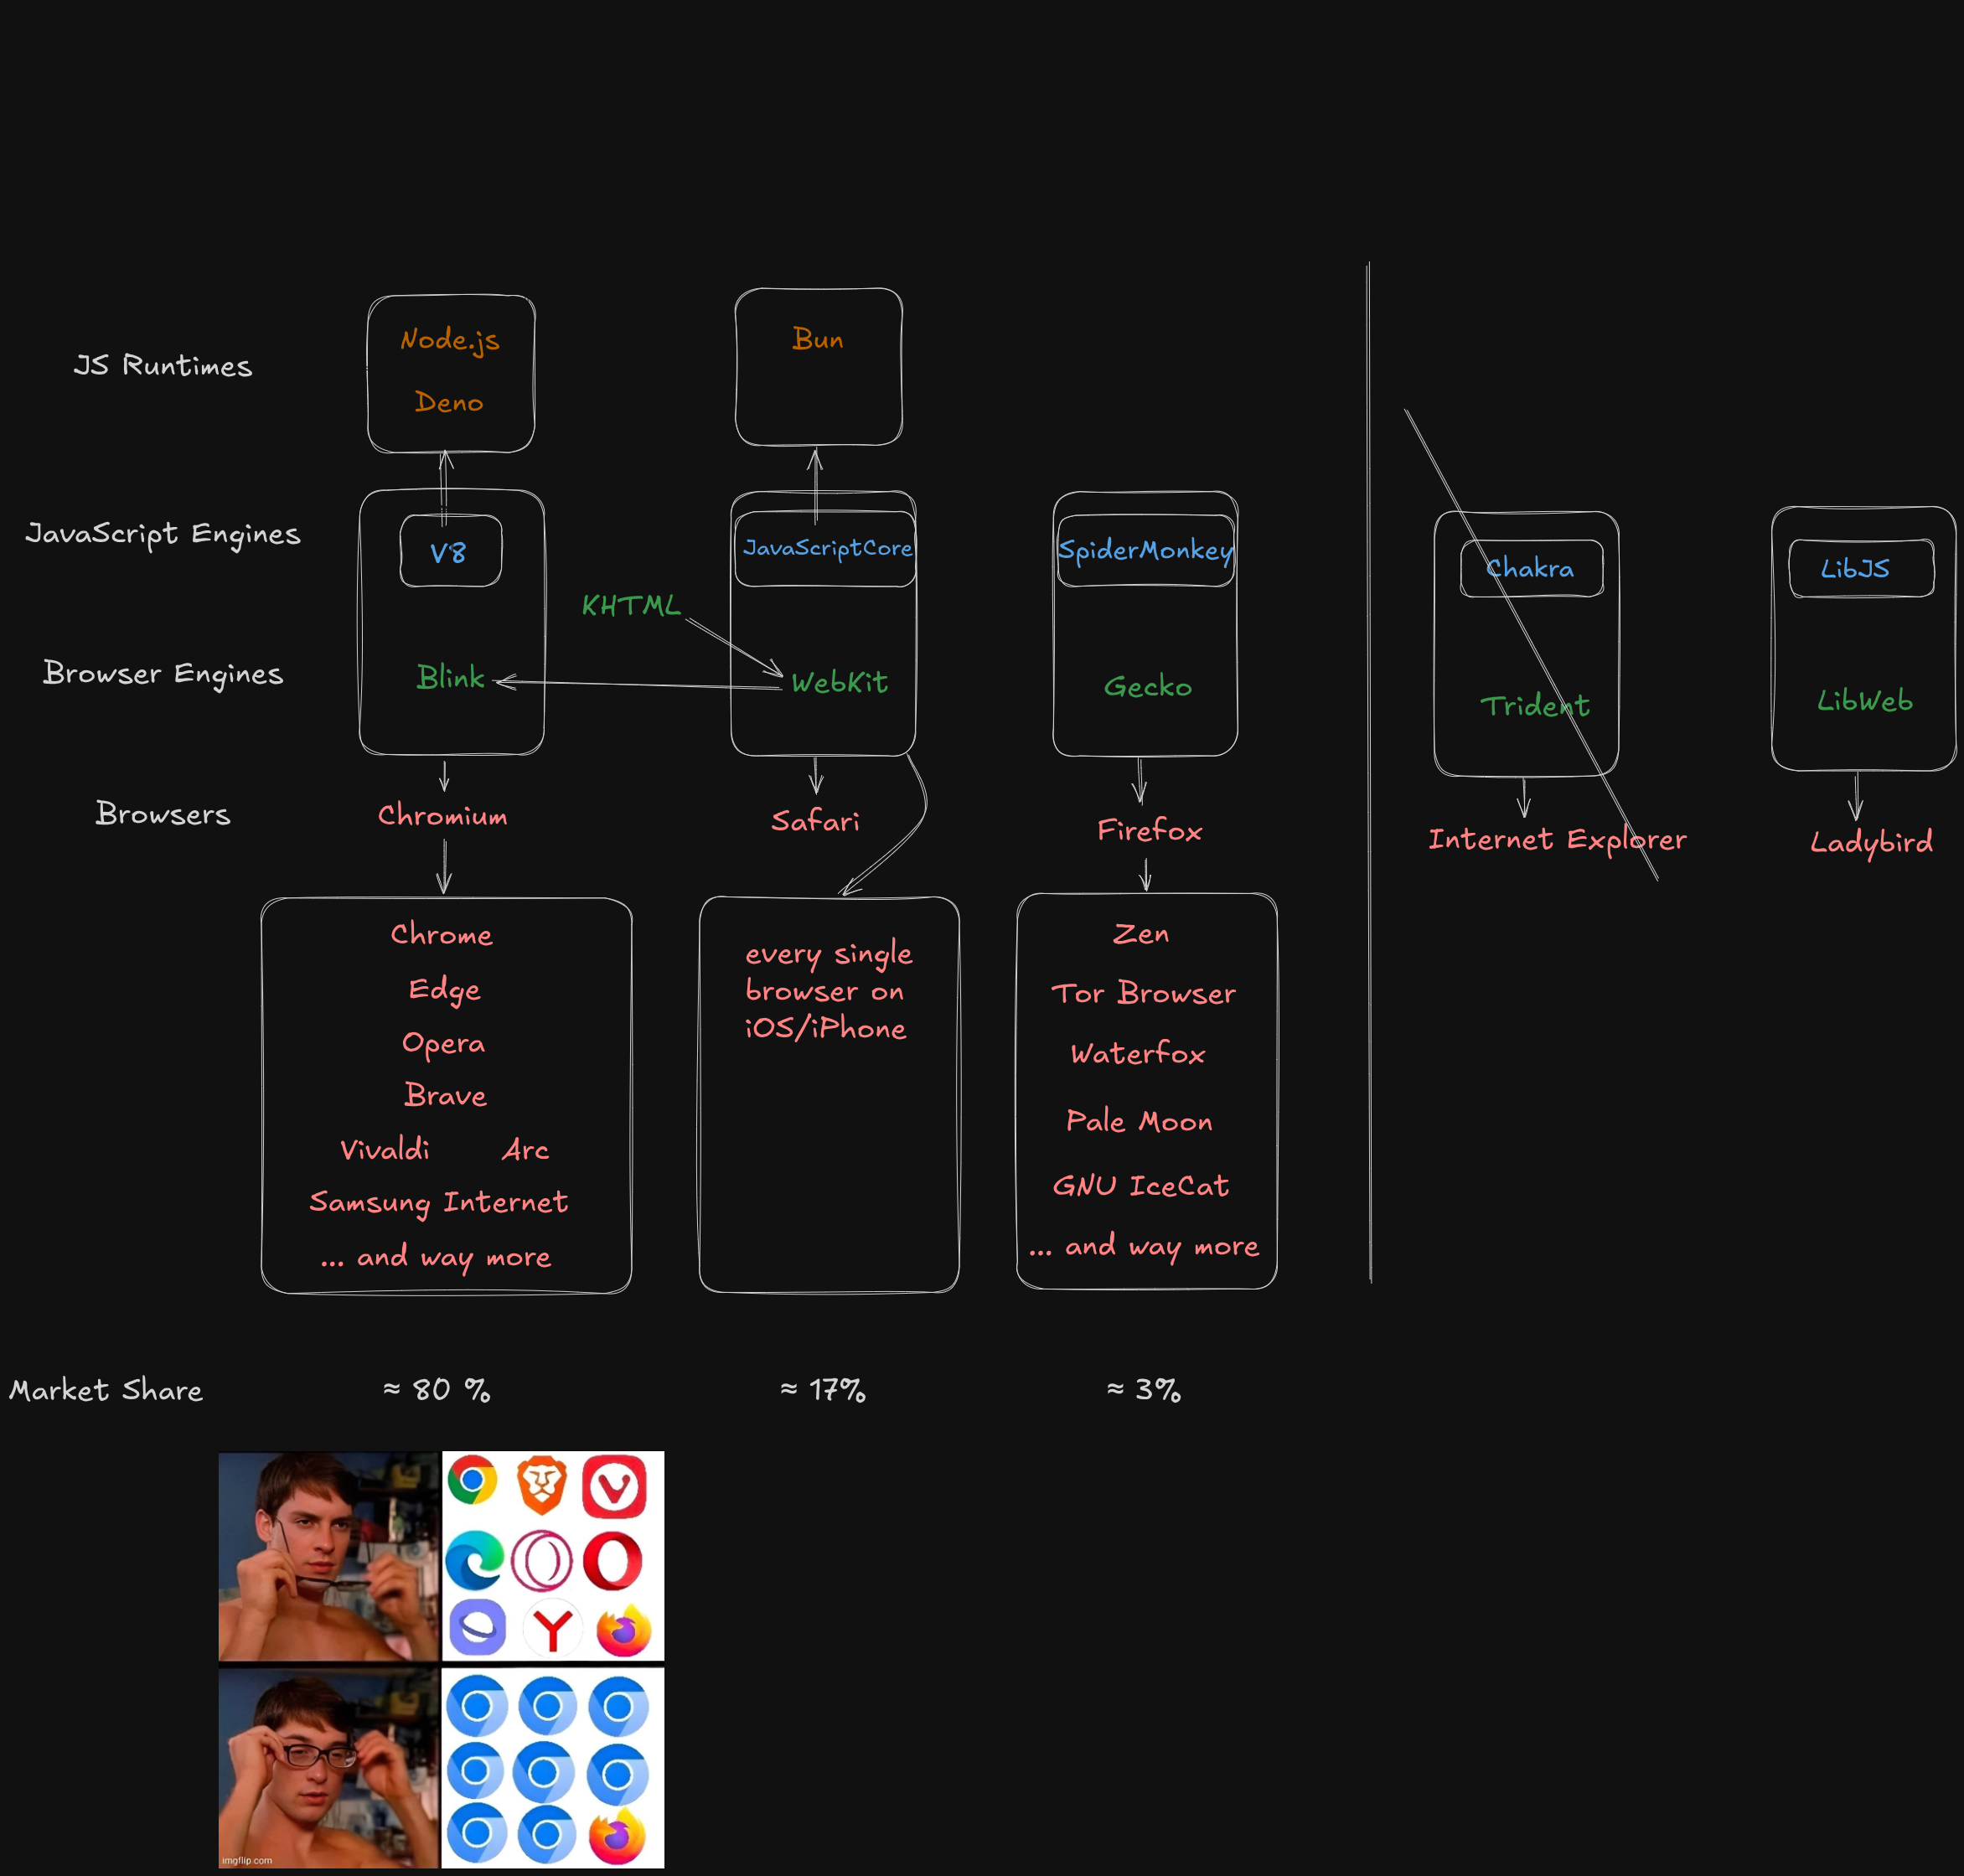 JS Runtimes
Node.js
Deno
Bun
JavaScript Engines
V8
JavaScriptCore
SpiderMonkey
Chakra
LibJS
KHTML
Browser Engines
Blink
WebKit
Gecko
Trident
LibWeb
Browsers
Chromium
Safari
Firefox
Internet Explorer
Ladybird
Chrome
Edge
Opera
Brave
Vivaldi Arc
Samsung Internet
... and way more
every single
browser on
iOS/iPhone
Zen
Tor Browser
Waterfox
Pale Moon
GNU IceCat
... and way more
Market Share
≈ 80 %
≈ 17%
≈ 3%
imgflip.com